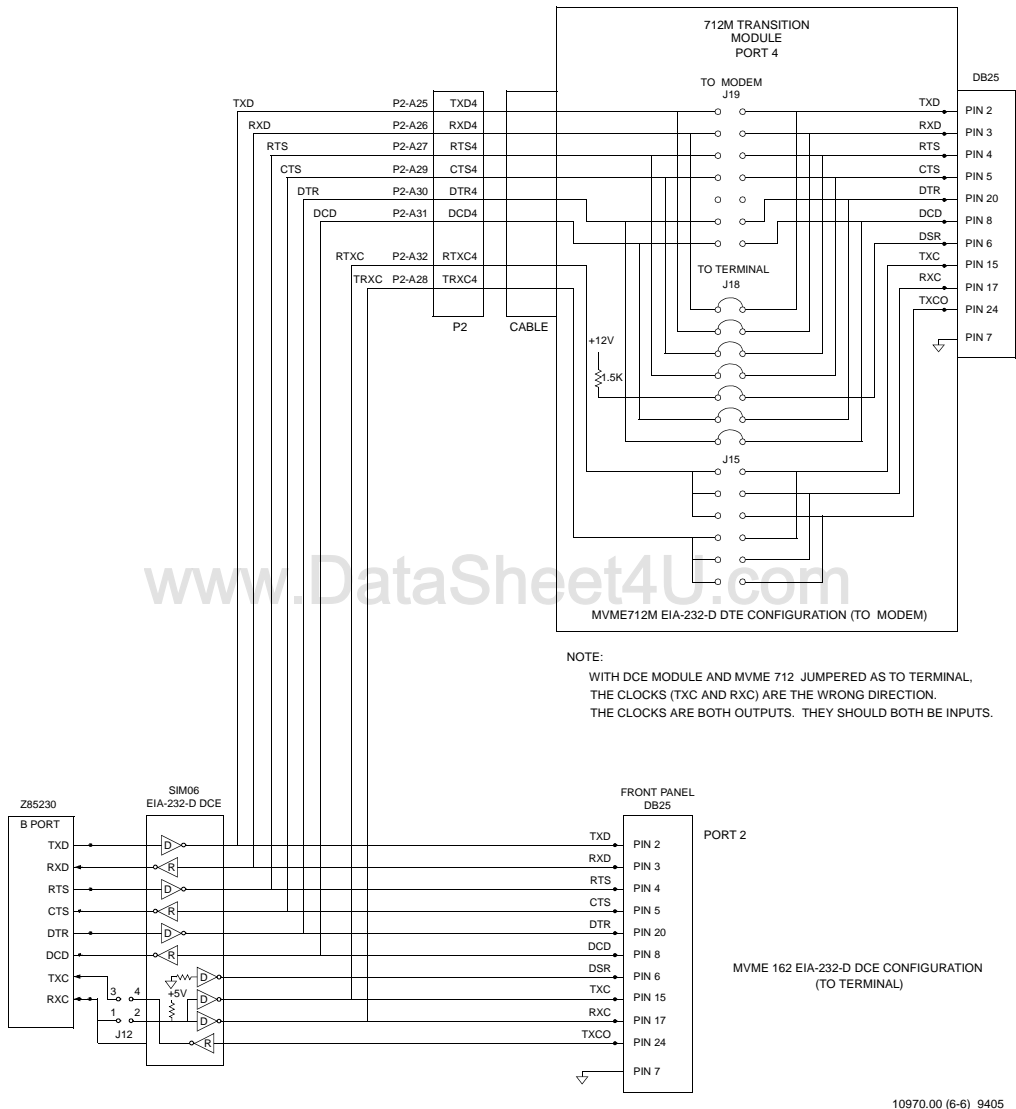 712M TRANSITION
MODULE
PORT 4
DB25
TO MODEM
J19
TXD P2-A25 TXD4 TXD PIN 2
RXD P2-A26 RXD4 RXD PIN 3
RTS P2-A27 RTS4 RTS PIN 4
CTS P2-A29 CTS4 CTS PIN 5
DTR P2-A30 DTR4 DTR PIN 20
DCD P2-A31 DCD4 DCD PIN 8
DSR PIN 6
RTXC P2-A32 RTXC4 TXC PIN 15
TRXC P2-A28 TRXC4 RXC PIN 17
TXCO PIN 24
PIN 7
TO TERMINAL
J18
P2 CABLE
+12V
1.5K
J15
www.DataSheet4U.com
MVME712M EIA-232-D DTE CONFIGURATION (TO MODEM)
NOTE:
WITH DCE MODULE AND MVME 712 JUMPERED AS TO TERMINAL,
THE CLOCKS (TXC AND RXC) ARE THE WRONG DIRECTION.
THE CLOCKS ARE BOTH OUTPUTS. THEY SHOULD BOTH BE INPUTS.
Z85230
B PORT
SIM06
EIA-232-D DCE
FRONT PANEL
DB25
PORT 2
TXD D TXD PIN 2
RXD R RXD PIN 3
RTS D RTS PIN 4
CTS R CTS PIN 5
DTR D DTR PIN 20
DCD R DCD PIN 8
D DSR PIN 6
TXC 3 4 +5V D TXC PIN 15
RXC 1 2 D RXC PIN 17
J12 R TXCO PIN 24
PIN 7
MVME 162 EIA-232-D DCE CONFIGURATION
(TO TERMINAL)
10970.00 (6-6) 9405